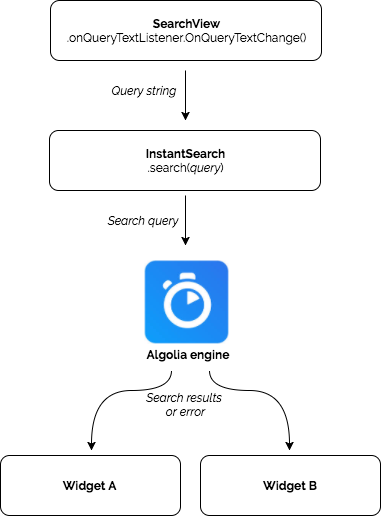 SearchView
.onQueryTextListener.OnQueryTextChange()
Query string
InstantSearch
.search(query)
Search query
Algolia engine
Search results
or error
Widget A
Widget B